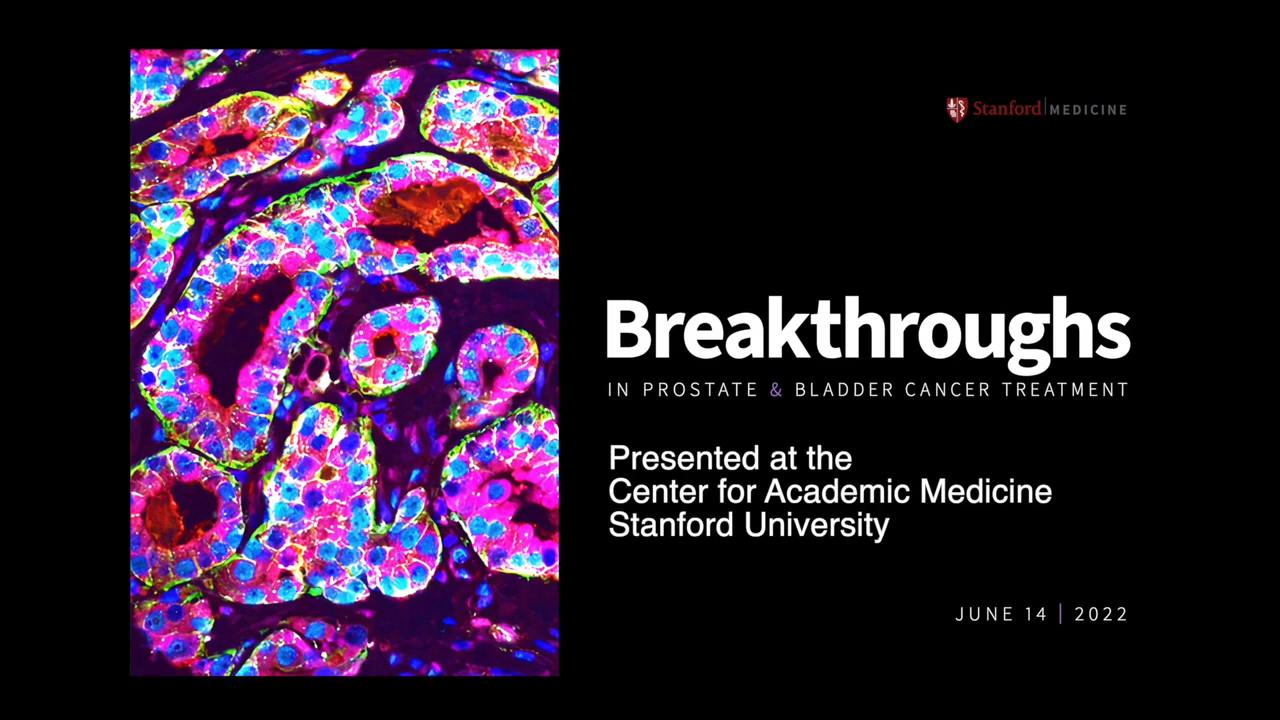 Stanford | MEDICINE
Breakthroughs
IN PROSTATE & BLADDER CANCER TREATMENT
Presented at the
Center for Academic Medicine
Stanford University
JUNE 14 | 2022